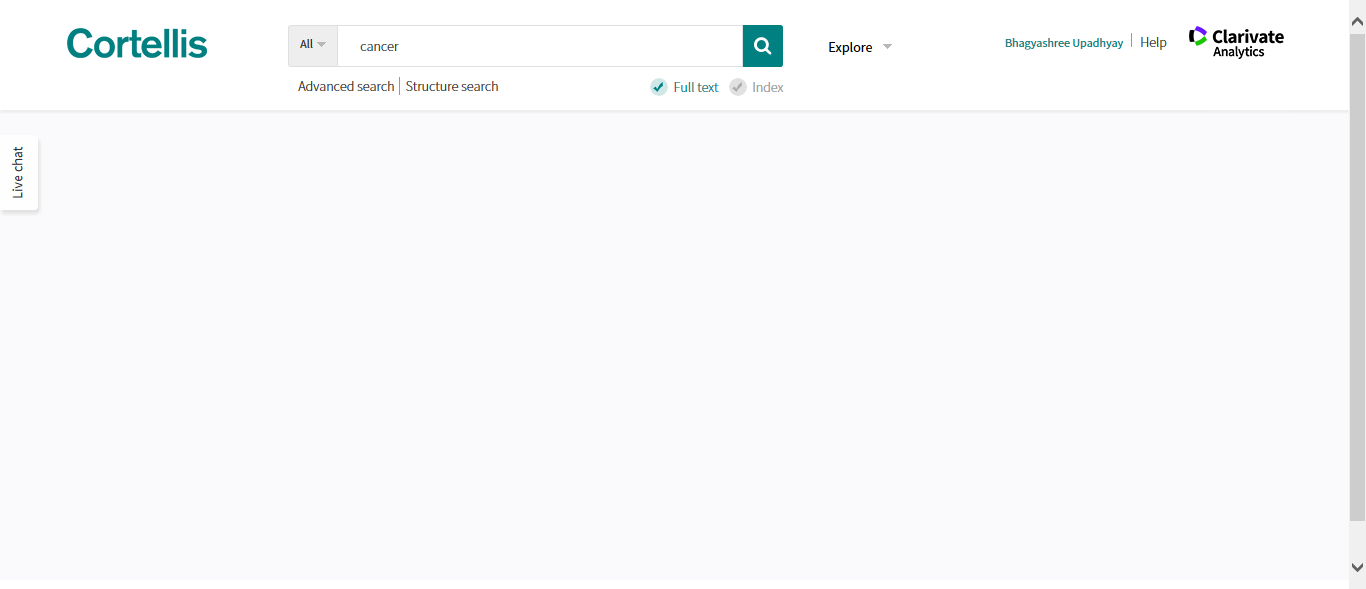 Cortellis
All
cancer
Explore
Bhagyashree Upadhyay
Help
Clarivate
Analytics
Advanced search
Structure search
Full text
Index
Live chat